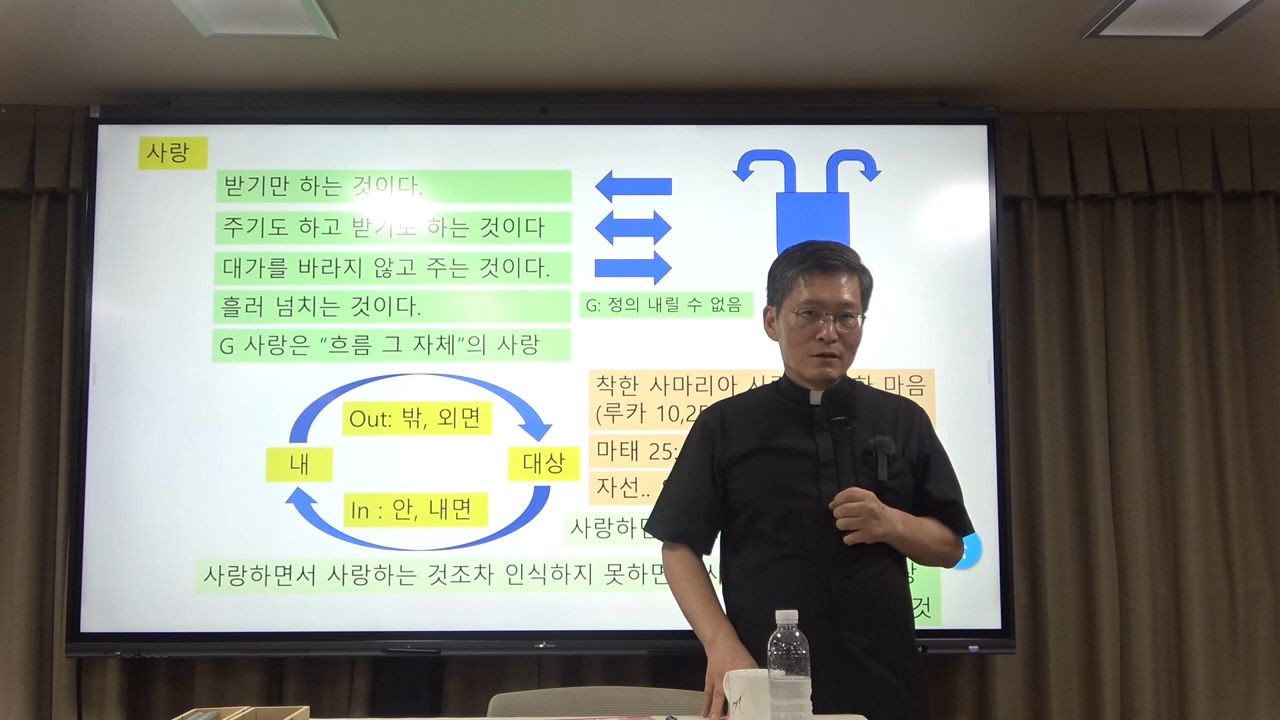 사랑
받기만 하는 것이다.
주기도 하고 받기도 하는 것이다
대가를 바라지 않고 주는 것이다.
흘러 넘치는 것이다.
G: 정의 내릴 수 없음
G 사랑은 "흐름 그 자체"의 사랑
Out: 밖, 외면
내
대상
In : 안, 내면
착한 사마리아 마음
(루카 10,25
마태 25:
자선..
사랑하면서 사랑하는 것조차 인식하지 못하면
것